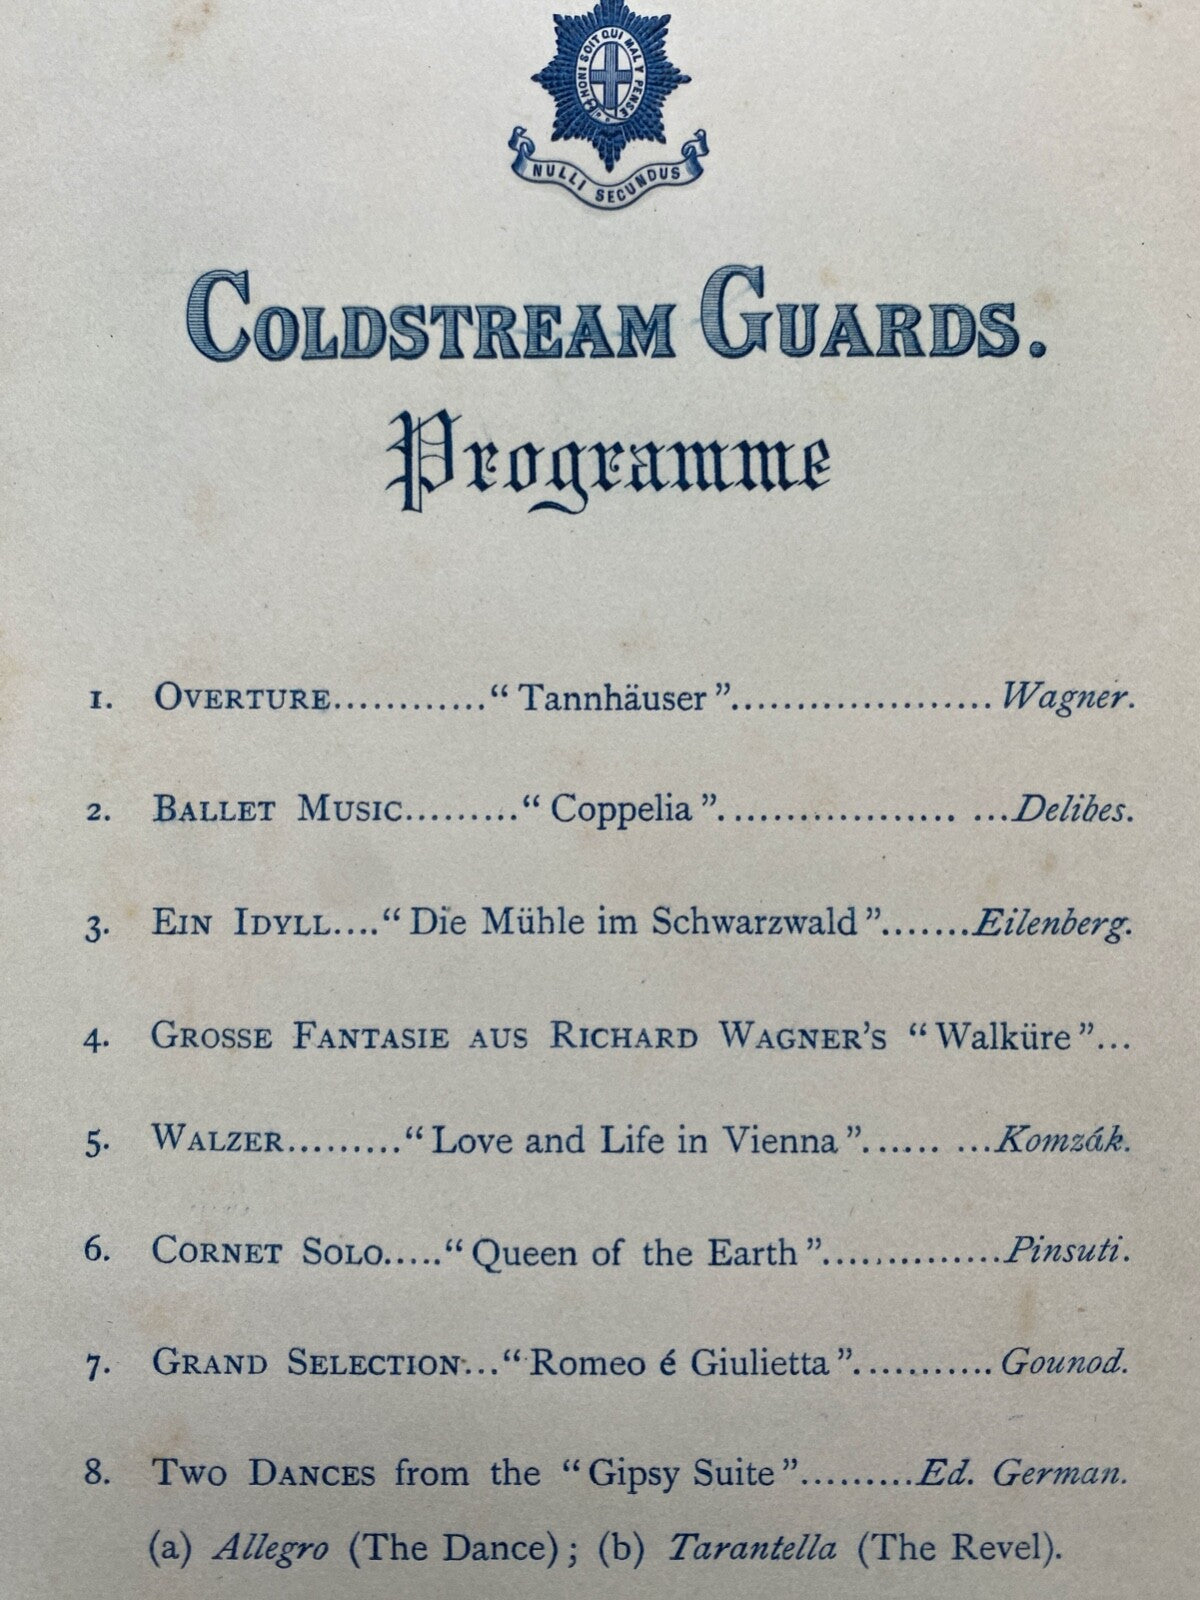 HONI SOIT QUI MAL Y PENSE
NULLI SECUNDUS
COLDSTREAM GUARDS.
Programme
1. OVERTURE............“ Tannhäuser ”.................... Wagner.
2. BALLET MUSIC.........“ Coppelia ”................... ...Delibes.
3. EIN IDYLL....“ Die Mühle im Schwarzwald ”.......Eilenberg.
4. GROSSE FANTASIE AUS RICHARD WAGNER’S “ Walküre ”...
5. WALZER.........“ Love and Life in Vienna ”...... ...Komzák.
6. CORNET SOLO.....“ Queen of the Earth ”..............Pinsuti.
7. GRAND SELECTION...“ Romeo é Giulietta ”........... Gounod.
8. TWO DANCES from the “ Gipsy Suite ”.........Ed. German.
(a) Allegro (The Dance) ; (b) Tarantella (The Revel).